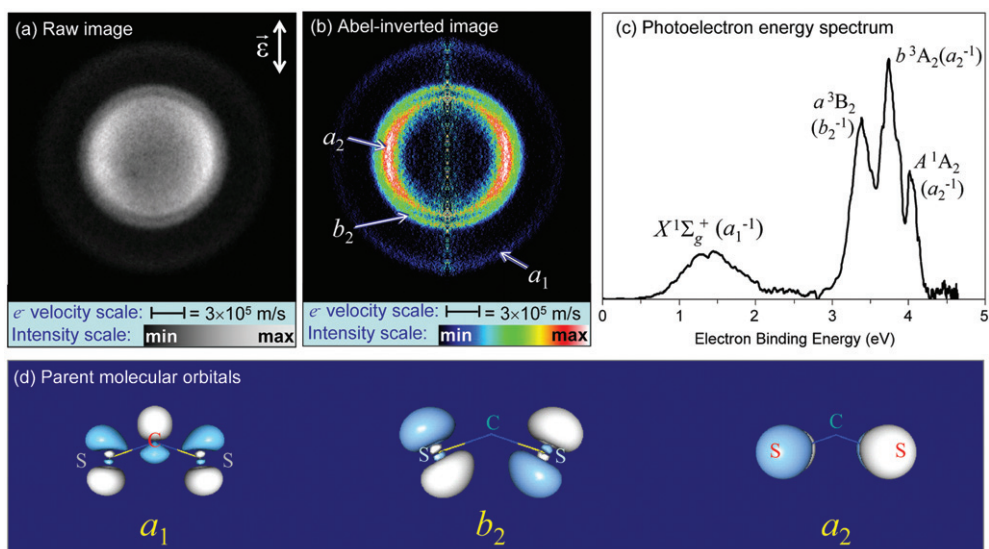 (a) Raw image
ε⃗
e⁻ velocity scale: = 3×10⁵ m/s
Intensity scale: min max
(b) Abel-inverted image
a₂
b₂
a₁
e⁻ velocity scale: = 3×10⁵ m/s
Intensity scale: min max
(c) Photoelectron energy spectrum
b ³A₂(a₂⁻¹)
a ³B₂
(b₂⁻¹)
A ¹A₂
(a₂⁻¹)
X¹Σg⁺ (a₁⁻¹)
0 1 2 3 4 5
Electron Binding Energy (eV)
(d) Parent molecular orbitals
C
S S
a₁
C
S S
b₂
C
S S
a₂